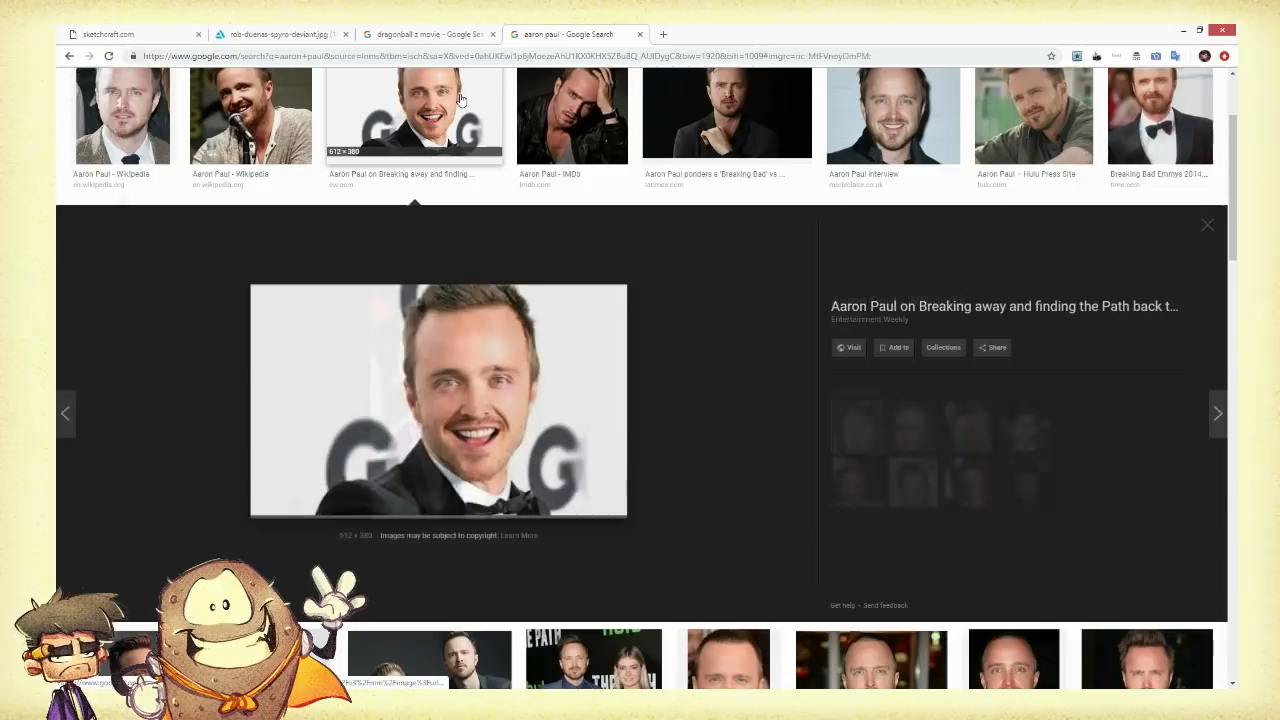 sketchcraft.com
rob-duenas-spyro-deviant.jpg (1
dragonball z movie - Google Sea
aaron paul - Google Search
612 × 380
Aaron Paul - Wikipedia
en.wikipedia.org
Aaron Paul - Wikipedia
en.wikipedia.org
Aaron Paul on Breaking away and finding ...
ew.com
Aaron Paul - IMDb
imdb.com
Aaron Paul ponders a 'Breaking Bad' vs ...
latimes.com
Aaron Paul Interview
marieclaire.co.uk
Aaron Paul – Hulu Press Site
hulu.com
Breaking Bad Emmys 2014:...
time.com
Aaron Paul on Breaking away and finding the Path back t...
Entertainment Weekly
Visit
Add to
Collections
Share
G G
612 × 380 Images may be subject to copyright. Learn More
Get help - Send feedback